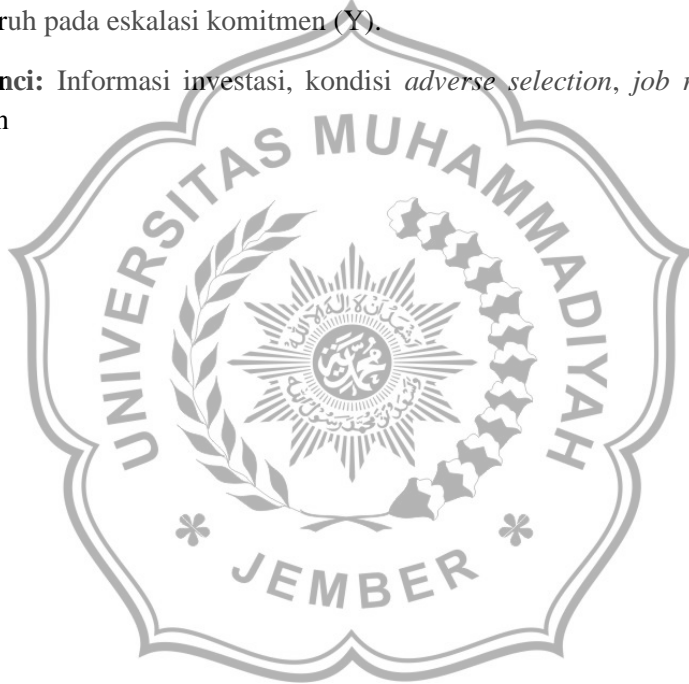 ruh pada eskalasi komitmen (Y).
nci: Informasi investasi, kondisi adverse selection, job
UNIVERSITAS MUHAMMADIYAH
JEMBER